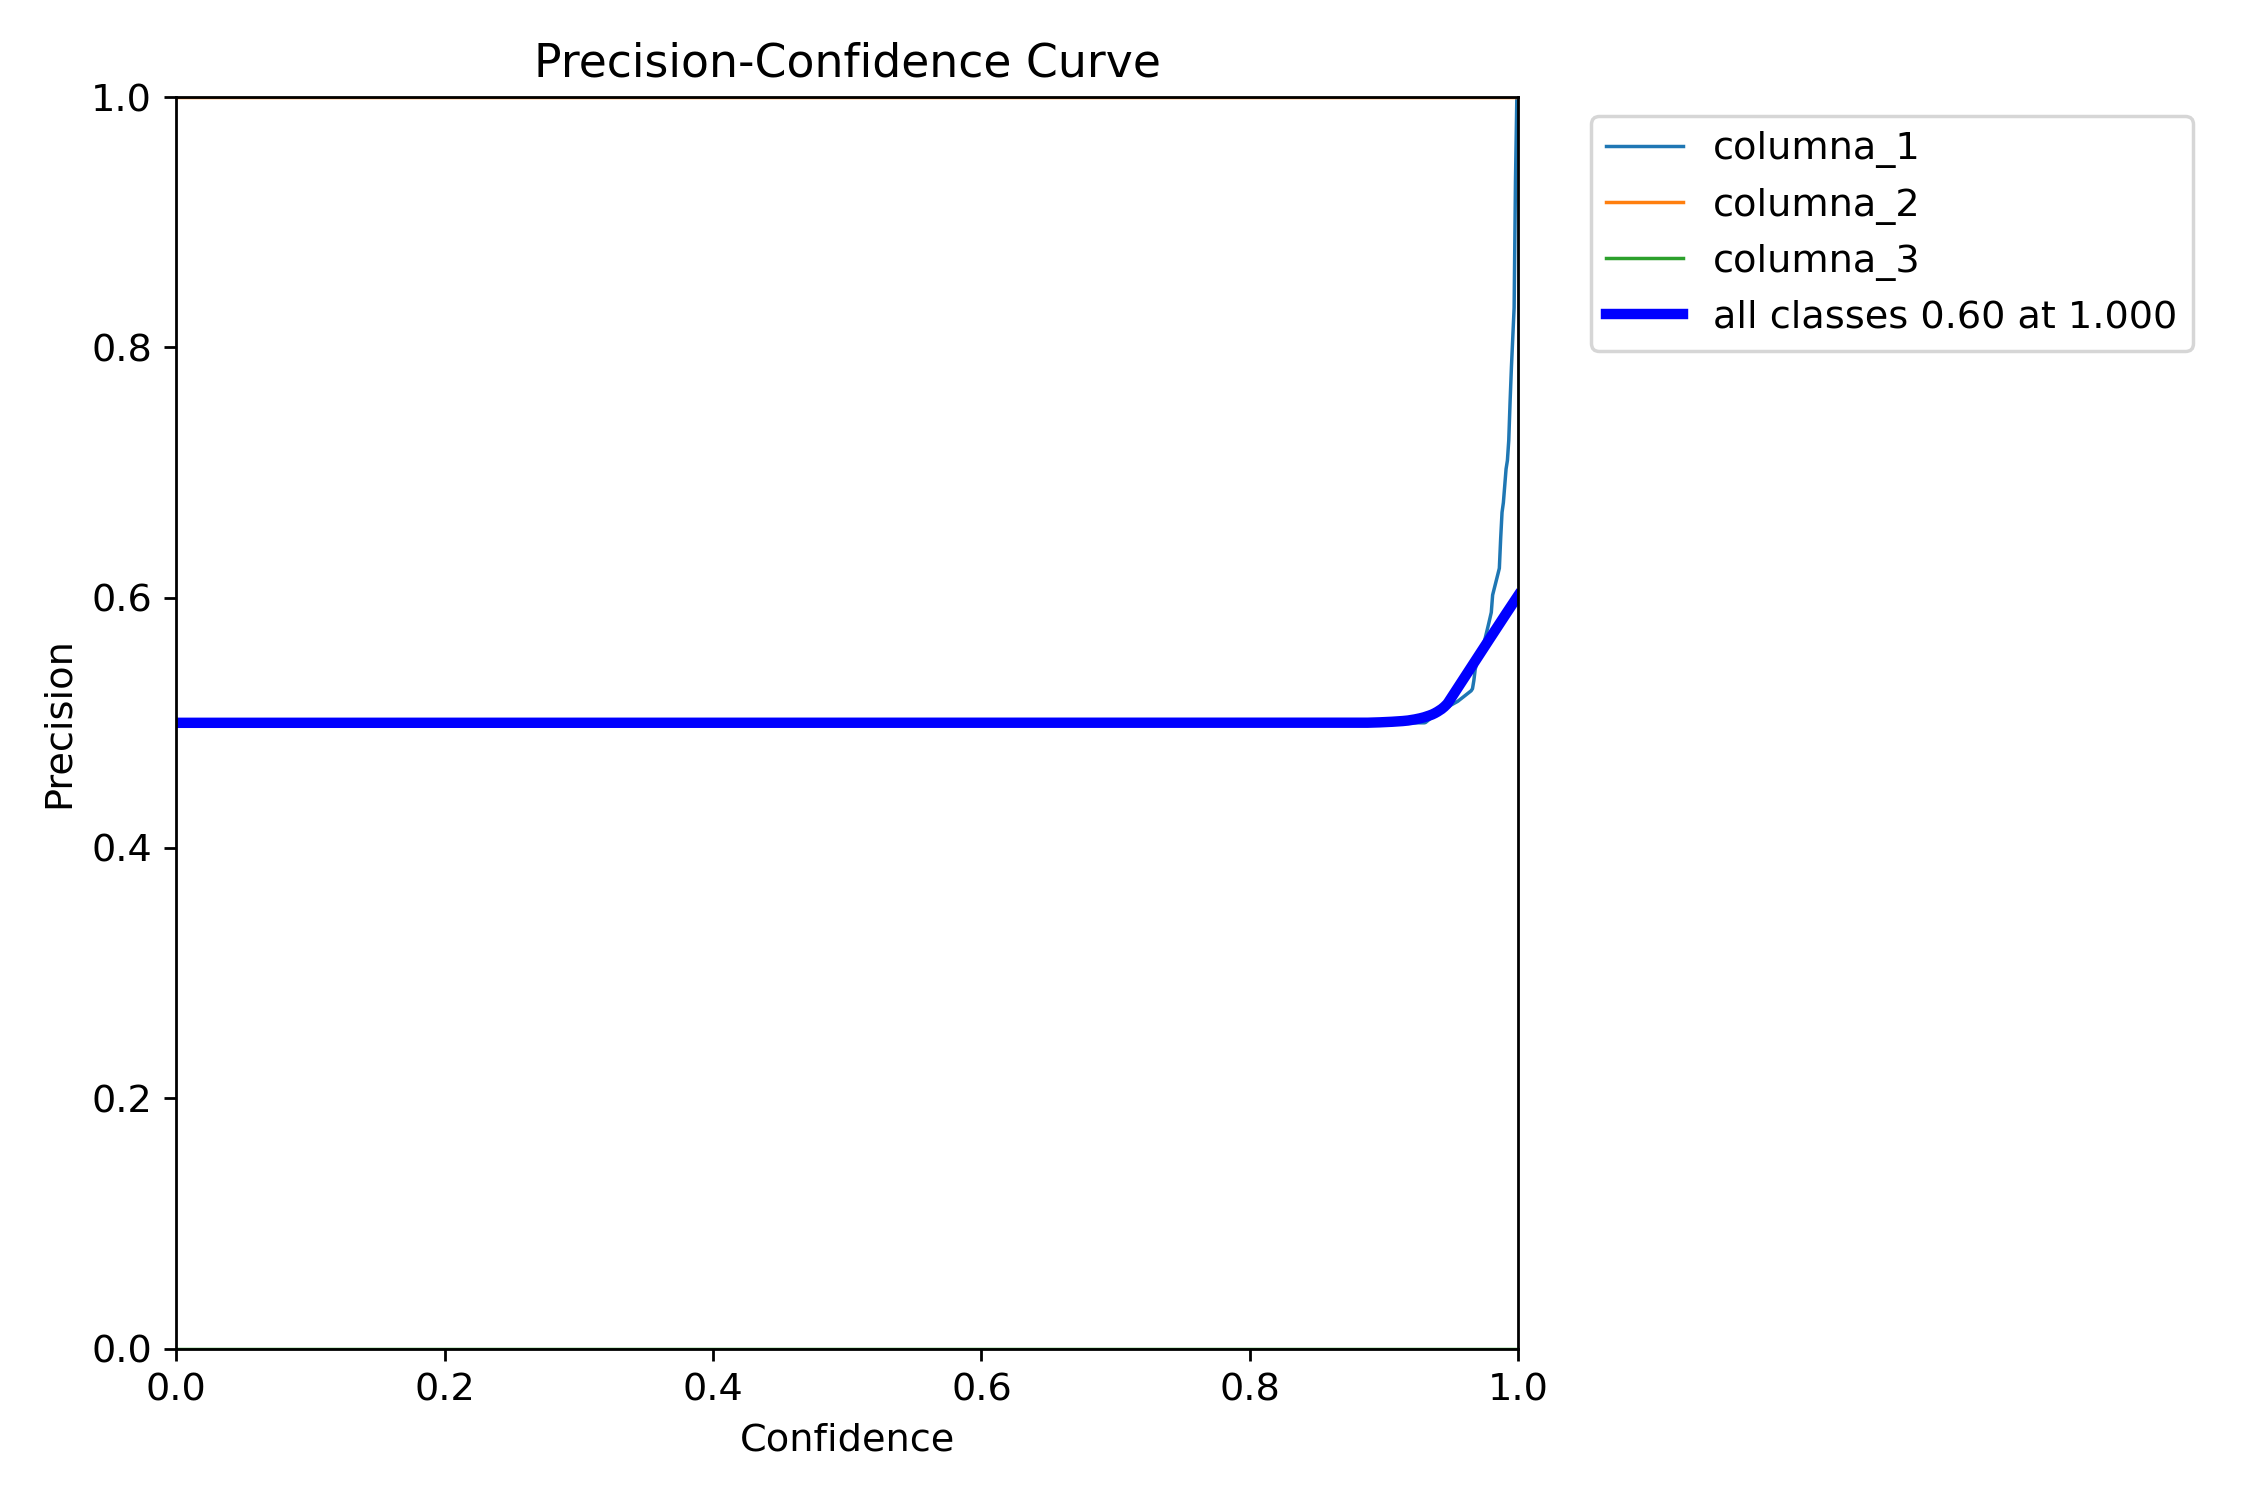 Precision-Confidence Curve
1.0
0.8
0.6
0.4
0.2
0.0
Precision
0.0 0.2 0.4 0.6 0.8 1.0
Confidence
columna_1
columna_2
columna_3
all classes 0.60 at 1.000